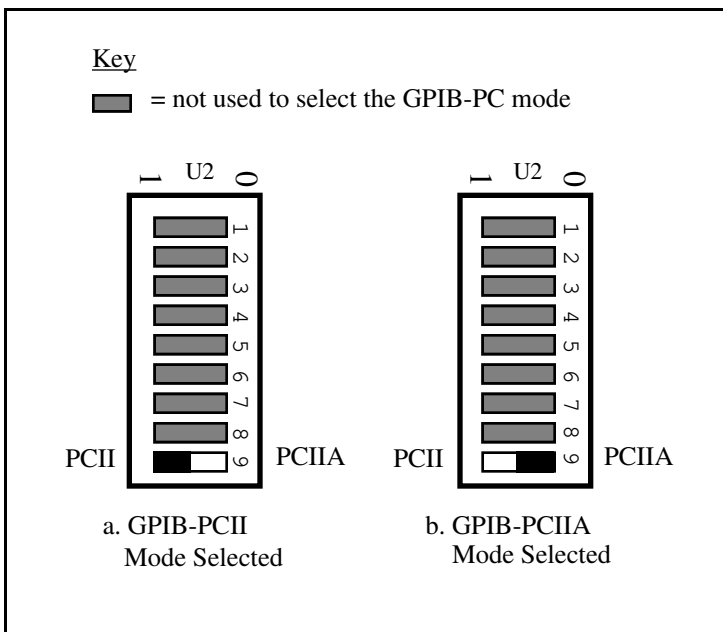 Key
= not used to select the GPIB-PC mode
1 U2 0
1
2
3
4
5
6
7
8
PCII 9 PCIIA
a. GPIB-PCII
Mode Selected
1 U2 0
1
2
3
4
5
6
7
8
PCII 9 PCIIA
b. GPIB-PCIIA
Mode Selected